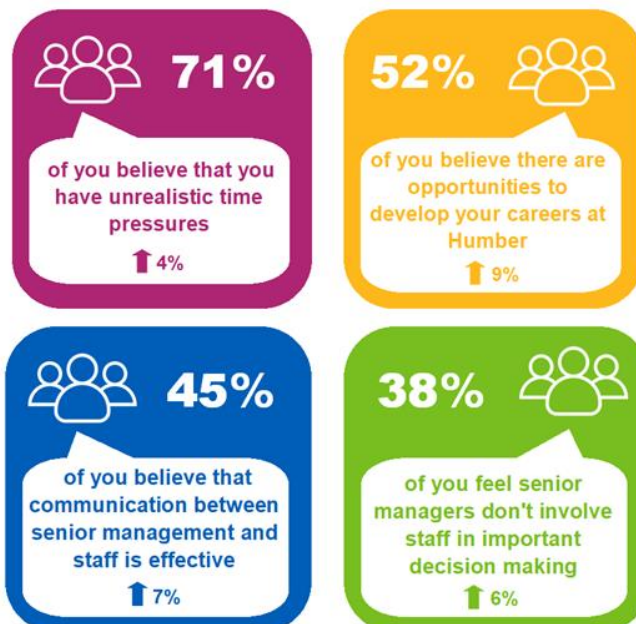 71%
of you believe that you
have unrealistic time
pressures
4%
52%
of you believe there are
opportunities to
develop your careers at
Humber
9%
45%
of you believe that
communication between
senior management and
staff is effective
7%
38%
of you feel senior
managers don't involve
staff in important
decision making
6%